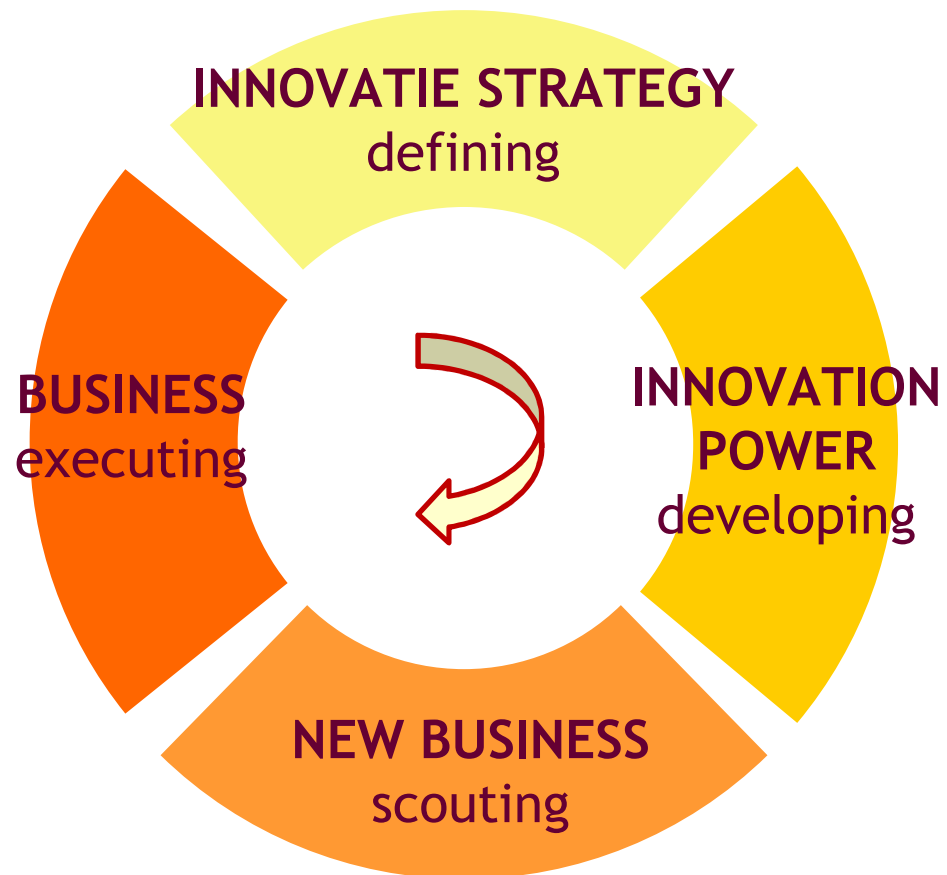 INNOVATIE STRATEGY
defining
INNOVATION
POWER
developing
NEW BUSINESS
scouting
BUSINESS
executing